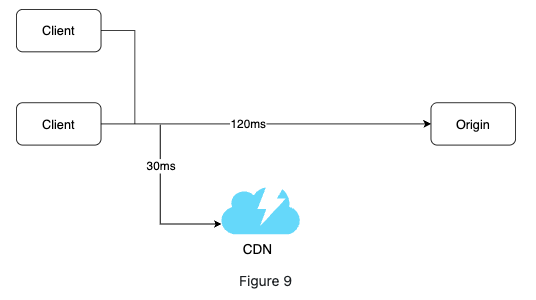 Client
Client
120ms
Origin
30ms
CDN
Figure 9